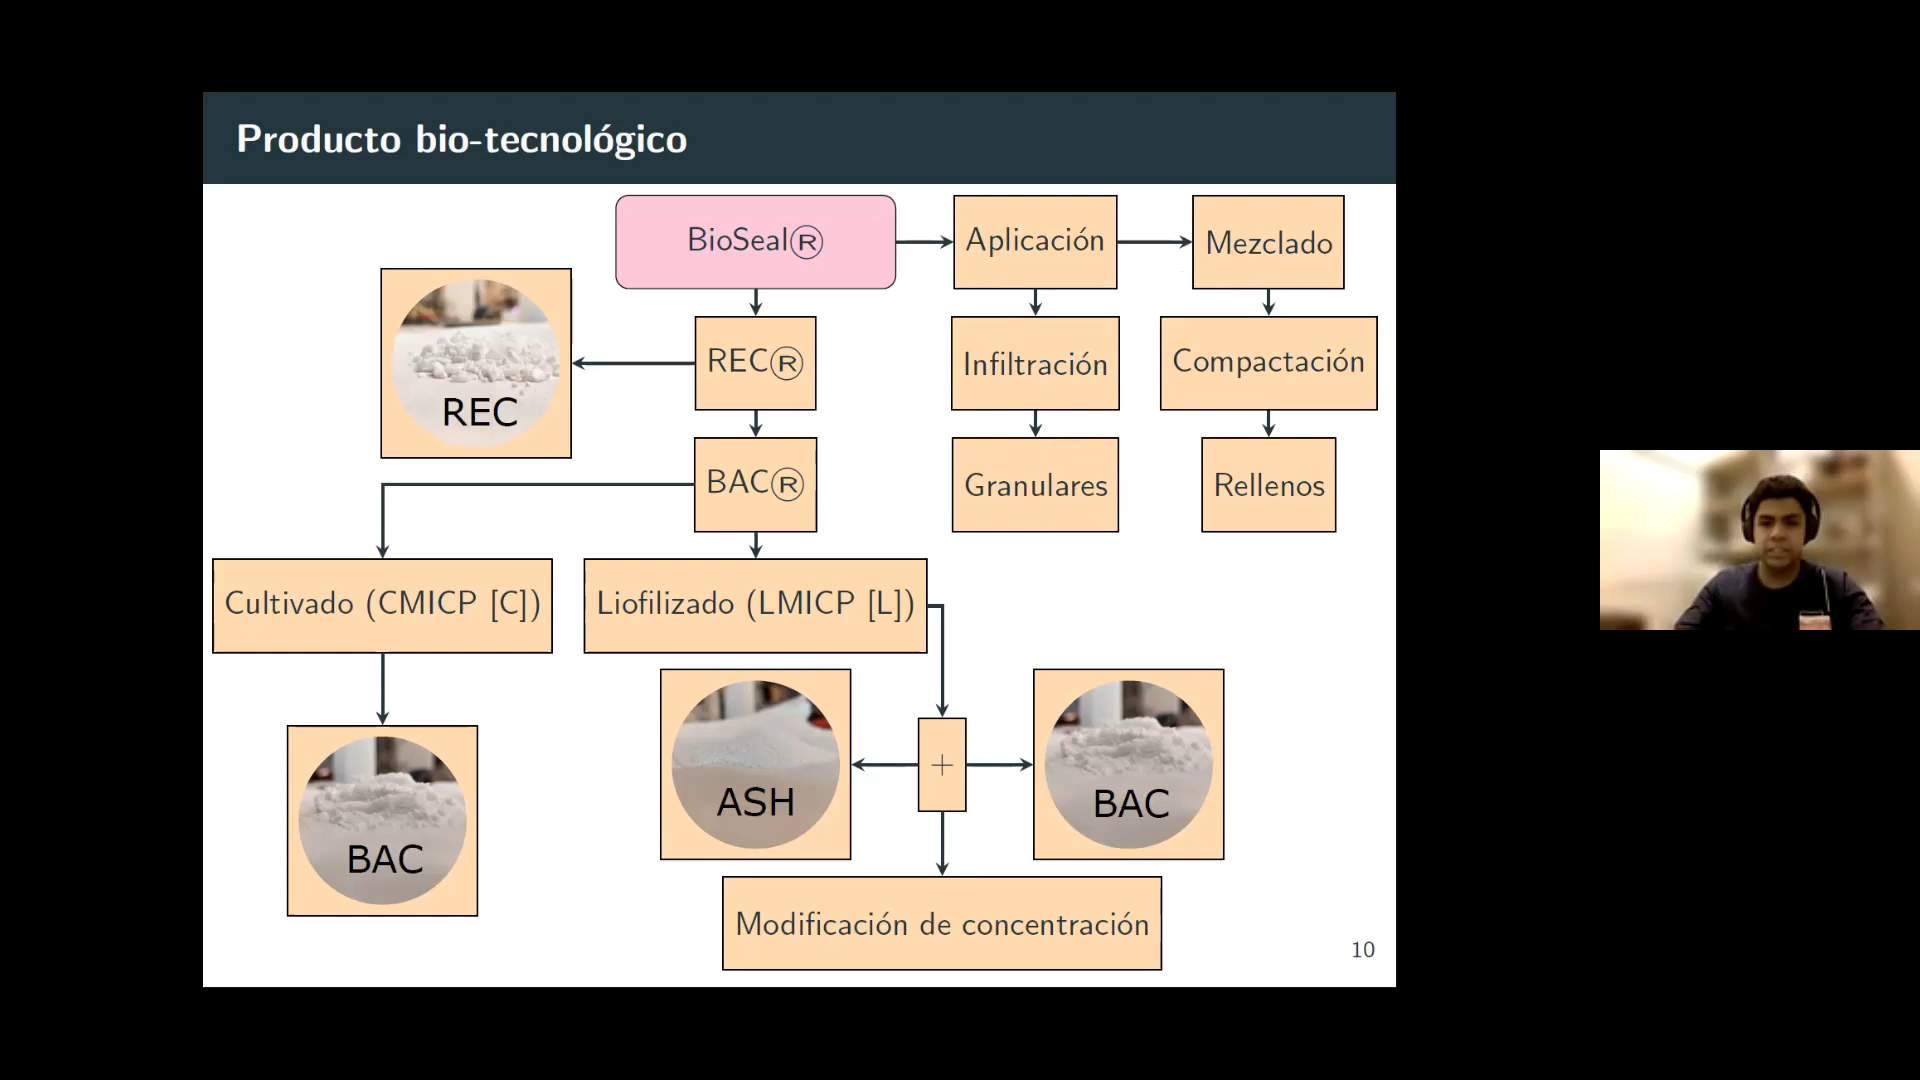 Producto bio-tecnológico
BioSeal®
Aplicación
Mezclado
REC
REC®
Infiltración
Compactación
BAC®
Granulares
Rellenos
Cultivado (CMICP [C])
Liofilizado (LMICP [L])
BAC
ASH
+
BAC
Modificación de concentración
10